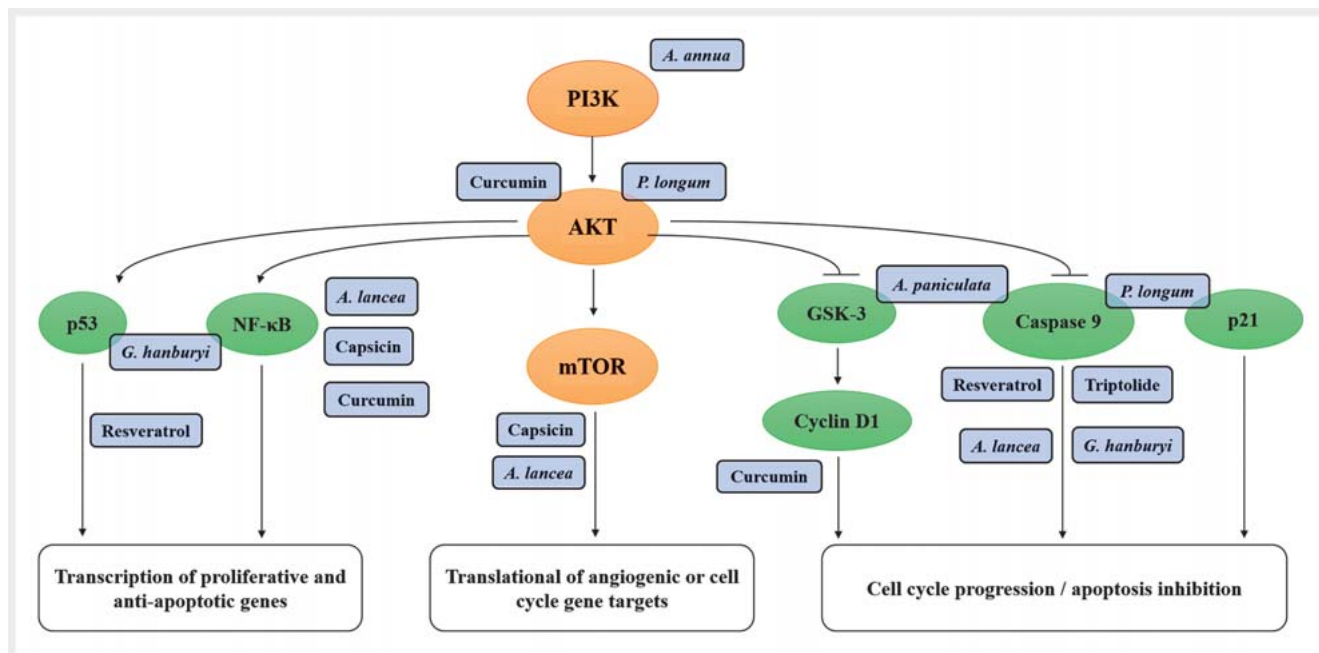 A. annua
PI3K
Curcumin
P. longum
AKT
A. lancea
A. paniculata
P. longum
p53
NF-κB
GSK-3
Caspase 9
p21
G. hanburyi
Capsicin
mTOR
Curcumin
Resveratrol
Triptolide
Resveratrol
Capsicin
Cyclin D1
A. lancea
G. hanburyi
A. lancea
Curcumin
Transcription of proliferative and
anti-apoptotic genes
Translational of angiogenic or cell
cycle gene targets
Cell cycle progression / apoptosis inhibition